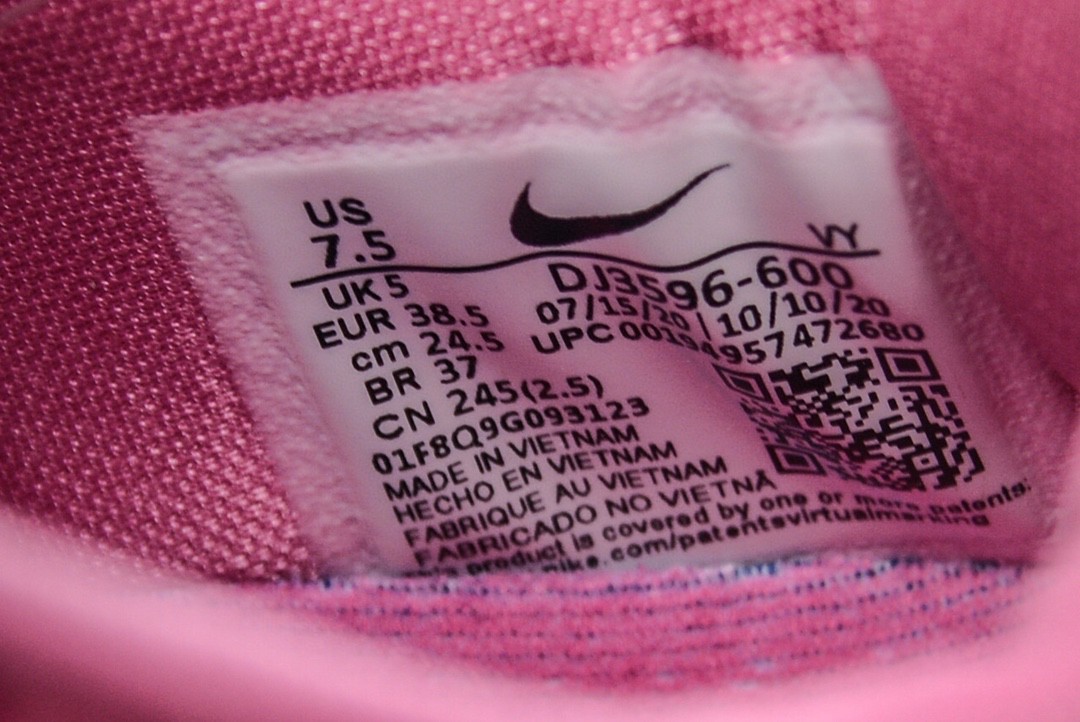 US
7.5
VY
UK 5
EUR 38.5
cm 24.5
BR 37
CN 245(2.5)
DJ3596-600
07/15/20 | 10/10/20
UPC 00194957472680
01F8Q9G093123
MADE IN VIETNAM
HECHO EN VIETNAM
FABRIQUE AU VIETNAM
FABRICADO NO VIETNÃ
product is covered by one or more patents:
nike.com/patentsvirtualmarking